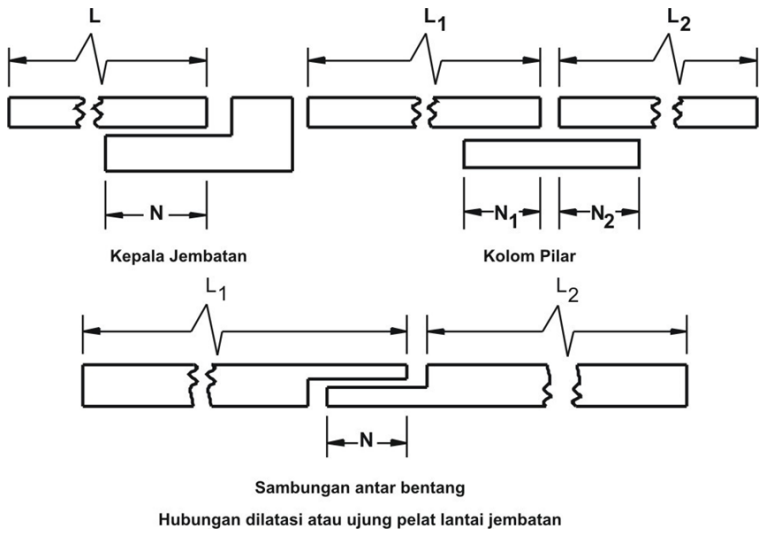 L L1 L2
N N1 N2
Kepala Jembatan Kolom Pilar
L1 L2
N
Sambungan antar bentang
Hubungan dilatasi atau ujung pelat lantai jembatan